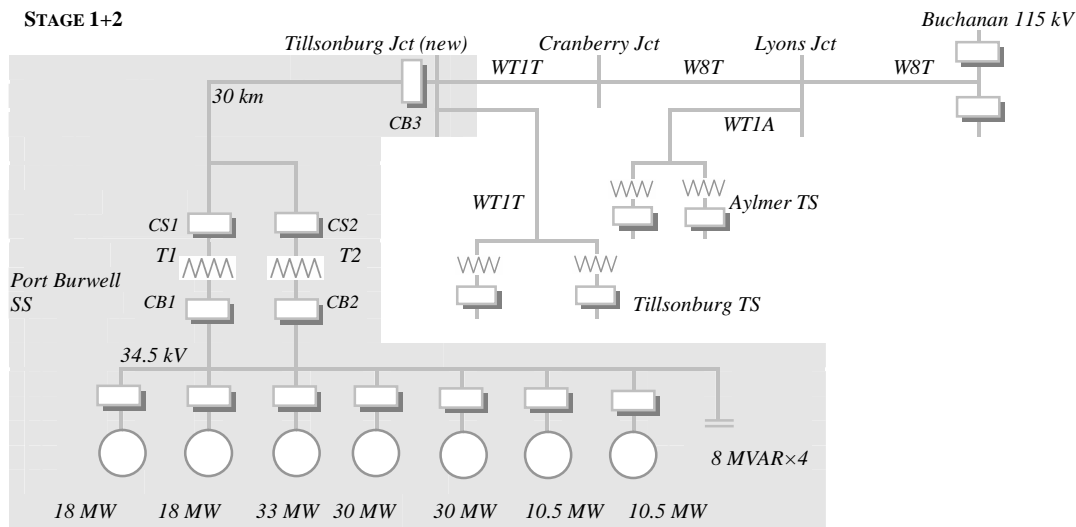 STAGE 1+2
Buchanan 115 kV
Tillsonburg Jct (new)
Cranberry Jct
Lyons Jct
WT1T
W8T
W8T
30 km
CB3
WT1A
WT1T
Aylmer TS
CS1
CS2
T1
T2
Port Burwell
SS
CB1
CB2
Tillsonburg TS
34.5 kV
8 MVAR×4
18 MW
18 MW
33 MW
30 MW
30 MW
10.5 MW
10.5 MW